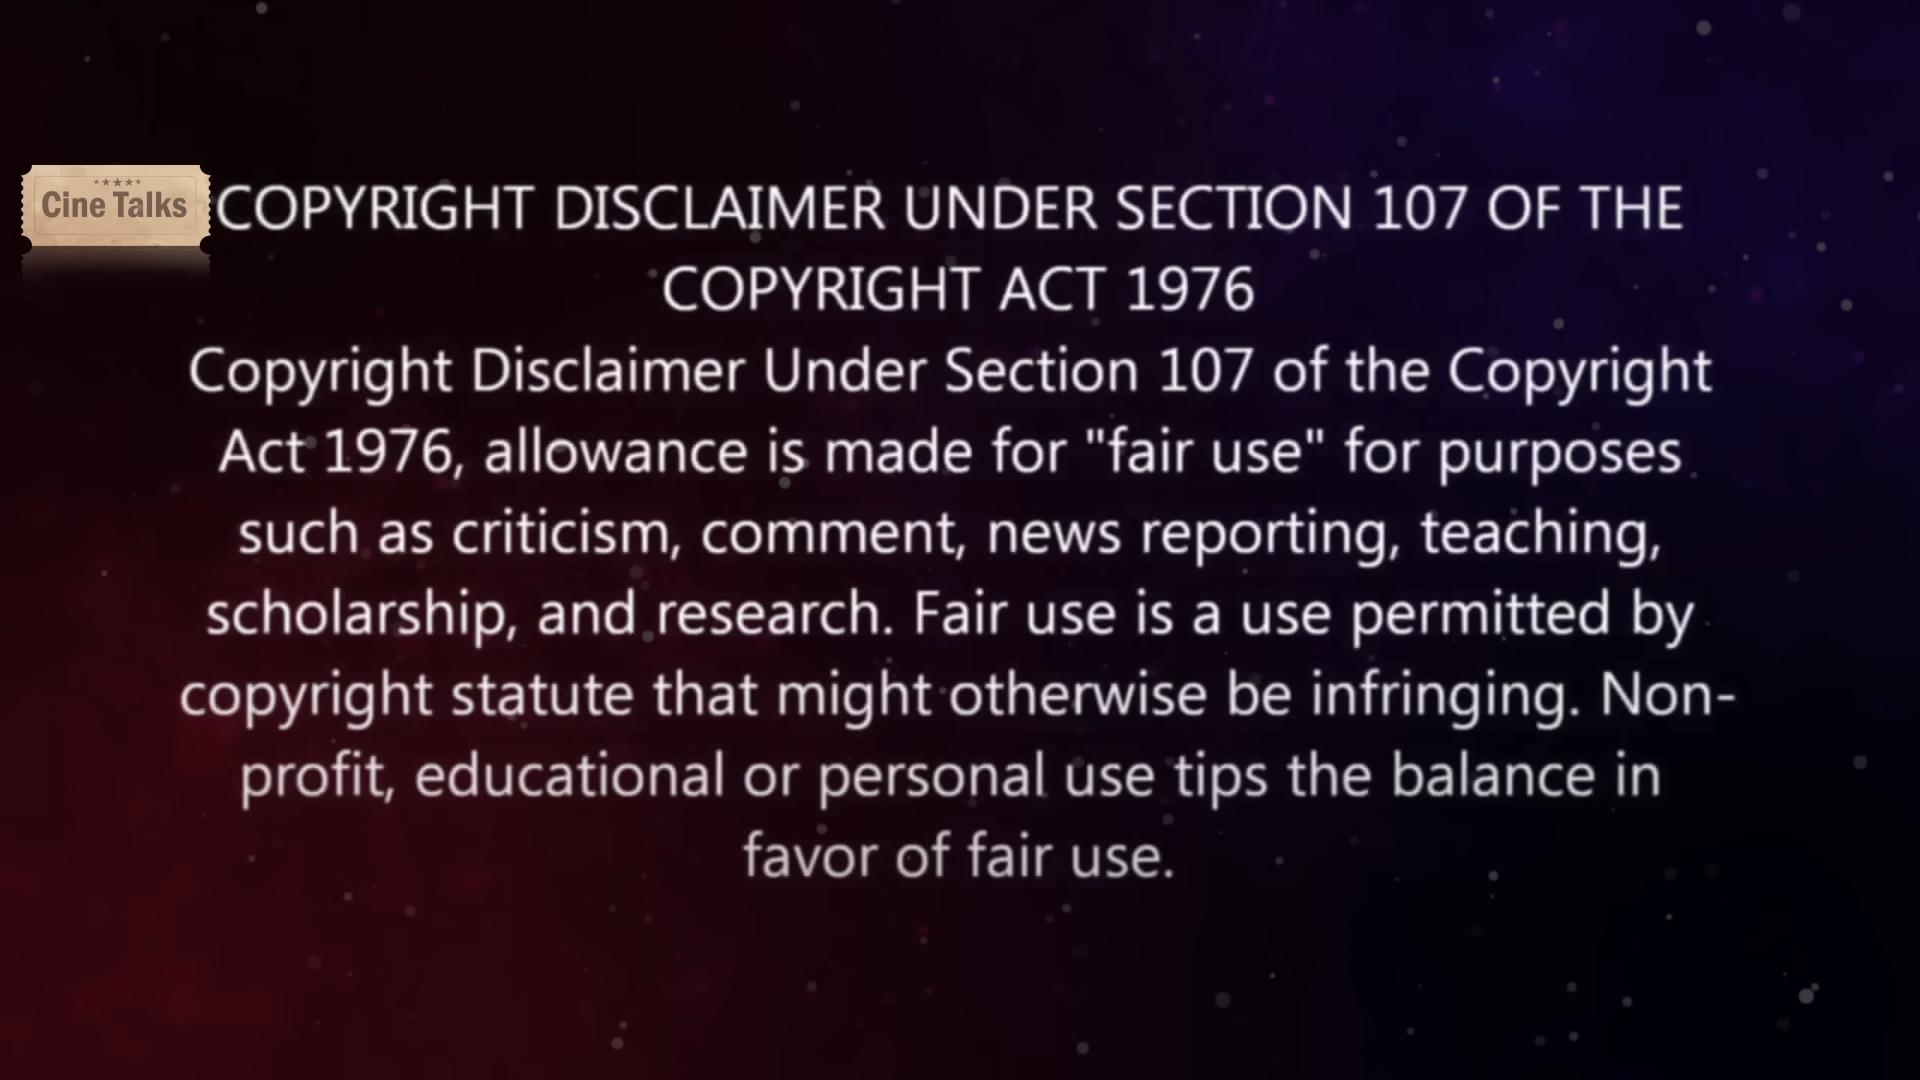 Cine Talks
COPYRIGHT DISCLAIMER UNDER SECTION 107 OF THE
COPYRIGHT ACT 1976
Copyright Disclaimer Under Section 107 of the Copyright
Act 1976, allowance is made for "fair use" for purposes
such as criticism, comment, news reporting, teaching,
scholarship, and research. Fair use is a use permitted by
copyright statute that might otherwise be infringing. Non-
profit, educational or personal use tips the balance in
favor of fair use.